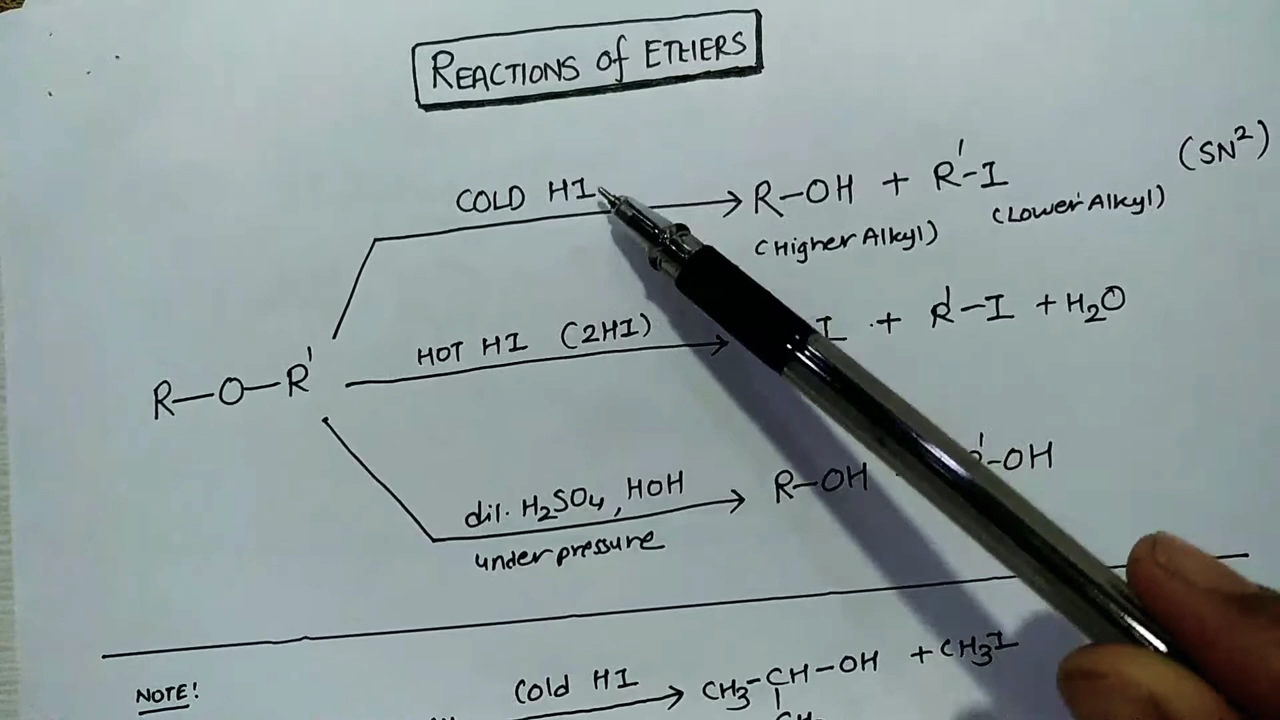 REACTIONS of ETHERS
COLD HI
R-OH + R'-I (SN²)
(Higher Alkyl) (Lower Alkyl)
R-O-R'
HOT HI (2HI)
I + R'-I + H₂O
dil. H₂SO₄, HOH
under pressure
R-OH -OH
NOTE!
Cold HI
CH₃-CH-OH + CH₃I